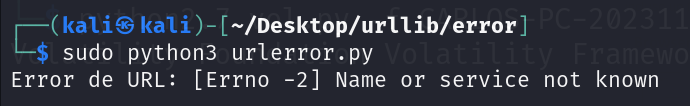 ┌──(kali㉿kali)-[~/Desktop/urllib/error]
└─$ sudo python3 urlerror.py
Error de URL: [Errno -2] Name or service not known